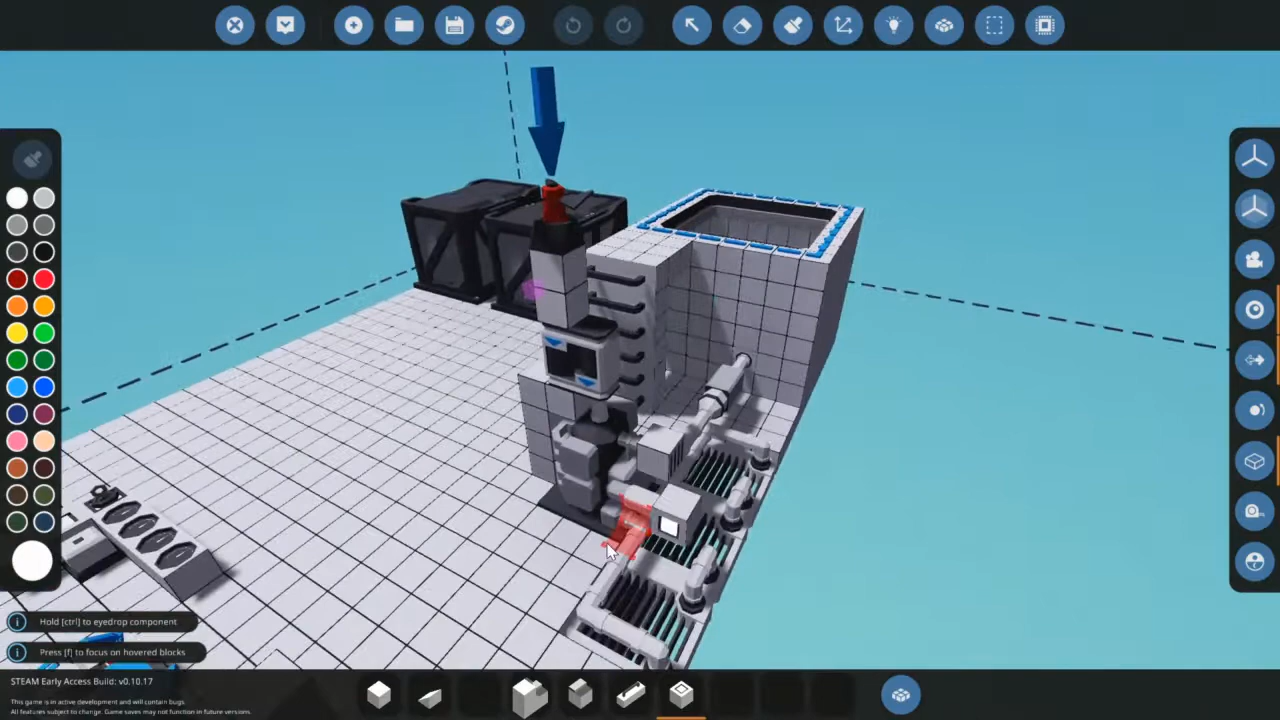 Hold [ctrl] to eyedrop component
Press [f] to focus on hovered blocks
STEAM Early Access Build: v0.10.17
This game is in active development and will contain bugs.
All features subject to change. Game saves may not function in future versions.